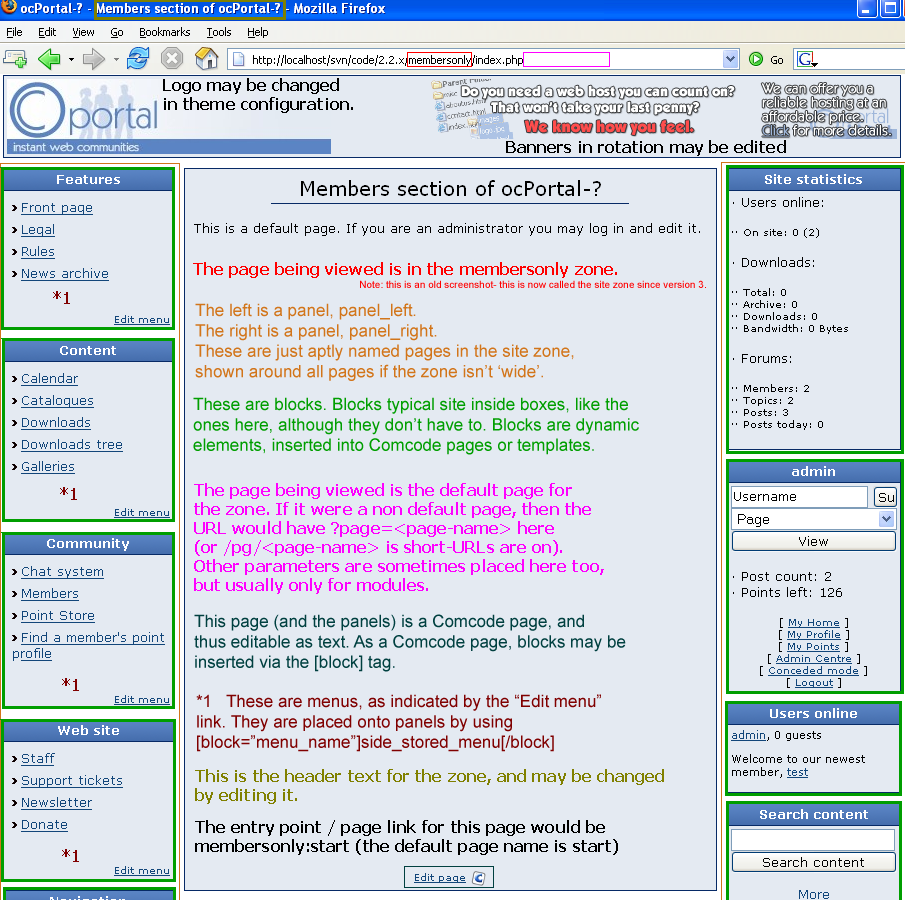 ocPortal-? - Members section of ocPortal-? - Mozilla Firefox
File Edit View Go Bookmarks Tools Help
http://localhost/svn/code/2.2.x/membersonly/index.php
Go
G
ocportal
instant web communities
Logo may be changed
in theme configuration.
Parent
Do you need a web host you can count on?
That won't take your last penny?
We know how you feel.
We can offer you a
reliable hosting at an
affordable price.
Click for more details.
Banners in rotation may be edited
Features
Front page
Legal
Rules
News archive
*1
Edit menu
Content
Calendar
Catalogues
Downloads
Downloads tree
Galleries
*1
Edit menu
Community
Chat system
Members
Point Store
Find a member's point
profile
*1
Edit menu
Web site
Staff
Support tickets
Newsletter
Donate
*1
Edit menu
Navigation
Members section of ocPortal-?
This is a default page. If you are an administrator you may log in and edit it.
The page being viewed is in the membersonly zone.
Note: this is an old screenshot- this is now called the site zone since version 3.
The left is a panel, panel_left.
The right is a panel, panel_right.
These are just aptly named pages in the site zone,
shown around all pages if the zone isn't 'wide'.
These are blocks. Blocks typical site inside boxes, like the
ones here, although they don't have to. Blocks are dynamic
elements, inserted into Comcode pages or templates.
The page being viewed is the default page for
the zone. If it were a non default page, then the
URL would have ?page=<page-name> here
(or /pg/<page-name> is short-URLs are on).
Other parameters are sometimes placed here too,
but usually only for modules.
This page (and the panels) is a Comcode page, and
thus editable as text. As a Comcode page, blocks may be
inserted via the [block] tag.
*1 These are menus, as indicated by the "Edit menu"
link. They are placed onto panels by using
[block="menu_name"]side_stored_menu[/block]
This is the header text for the zone, and may be changed
by editing it.
The entry point / page link for this page would be
membersonly:start (the default page name is start)
Edit page
Site statistics
· Users online:
·· On site: 0 (2)
· Downloads:
·· Total: 0
·· Archive: 0
·· Downloads: 0
·· Bandwidth: 0 Bytes
· Forums:
·· Members: 2
·· Topics: 2
·· Posts: 3
·· Posts today: 0
admin
Username Su
Page
View
· Post count: 2
· Points left: 126
[ My Home ]
[ My Profile ]
[ My Points ]
[ Admin Centre ]
[ Conceded mode ]
[ Logout ]
Users online
admin, 0 guests
Welcome to our newest
member, test
Search content
Search content
More